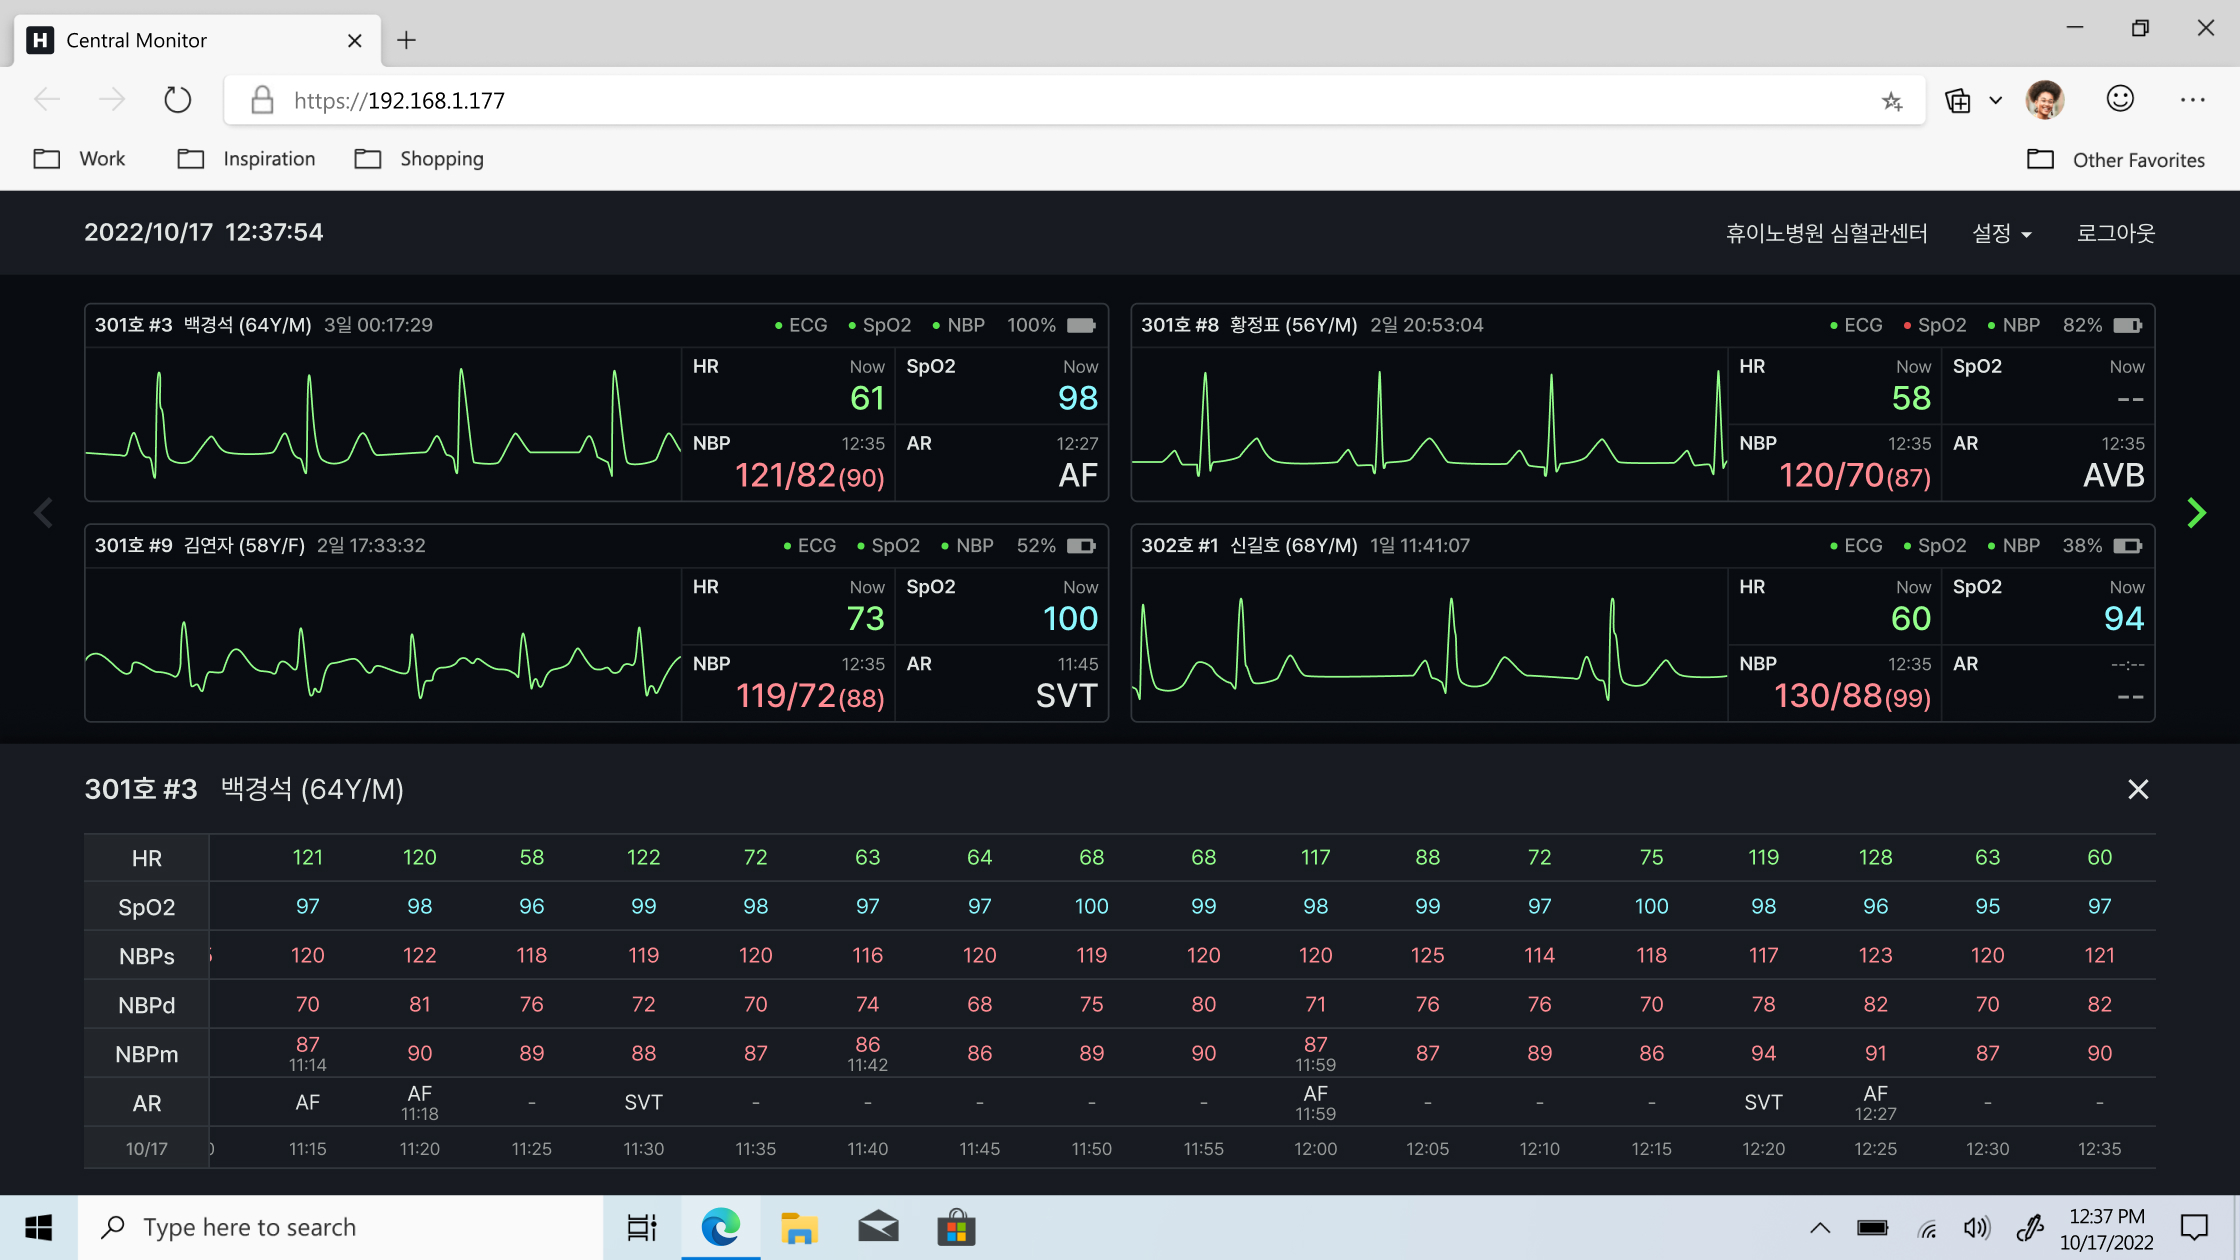 H Central Monitor
https://192.168.1.177
Work Inspiration Shopping Other Favorites
2022/10/17 12:37:54 휴이노병원 심혈관센터 설정 로그아웃
301호 #3 백경석 (64Y/M) 3일 00:17:29 ECG SpO2 NBP 100%
HR Now 61
SpO2 Now 98
NBP 12:35 121/82(90)
AR 12:27 AF
301호 #8 황정표 (56Y/M) 2일 20:53:04 ECG SpO2 NBP 82%
HR Now 58
SpO2 Now --
NBP 12:35 120/70(87)
AR 12:35 AVB
301호 #9 김연자 (58Y/F) 2일 17:33:32 ECG SpO2 NBP 52%
HR Now 73
SpO2 Now 100
NBP 12:35 119/72(88)
AR 11:45 SVT
302호 #1 신길호 (68Y/M) 1일 11:41:07 ECG SpO2 NBP 38%
HR Now 60
SpO2 Now 94
NBP 12:35 130/88(99)
AR --:-- --
301호 #3 백경석 (64Y/M)
HR 121 120 58 122 72 63 64 68 68 117 88 72 75 119 128 63 60
SpO2 97 98 96 99 98 97 97 100 99 98 99 97 100 98 96 95 97
NBPs 120 122 118 119 120 116 120 119 120 120 125 114 118 117 123 120 121
NBPd 70 81 76 72 70 74 68 75 80 71 76 76 70 78 82 70 82
NBPm 87 90 89 88 87 86 86 89 90 87 87 89 86 94 91 87 90
11:14 11:42 11:59
AR AF AF - SVT - - - - - AF - - - SVT AF - -
11:18 11:59 12:27
10/17 11:15 11:20 11:25 11:30 11:35 11:40 11:45 11:50 11:55 12:00 12:05 12:10 12:15 12:20 12:25 12:30 12:35
Type here to search
12:37 PM
10/17/2022